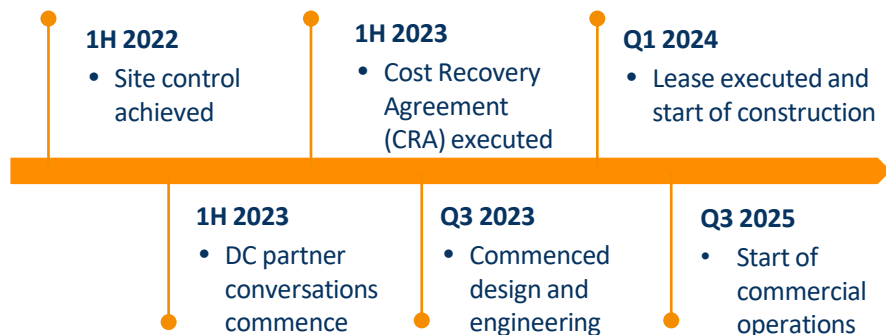 1H 2022
• Site control
achieved
1H 2023
• Cost Recovery
Agreement
(CRA) executed
Q1 2024
• Lease executed and
start of construction
1H 2023
• DC partner
conversations
commence
Q3 2023
• Commenced
design and
engineering
Q3 2025
• Start of
commercial
operations